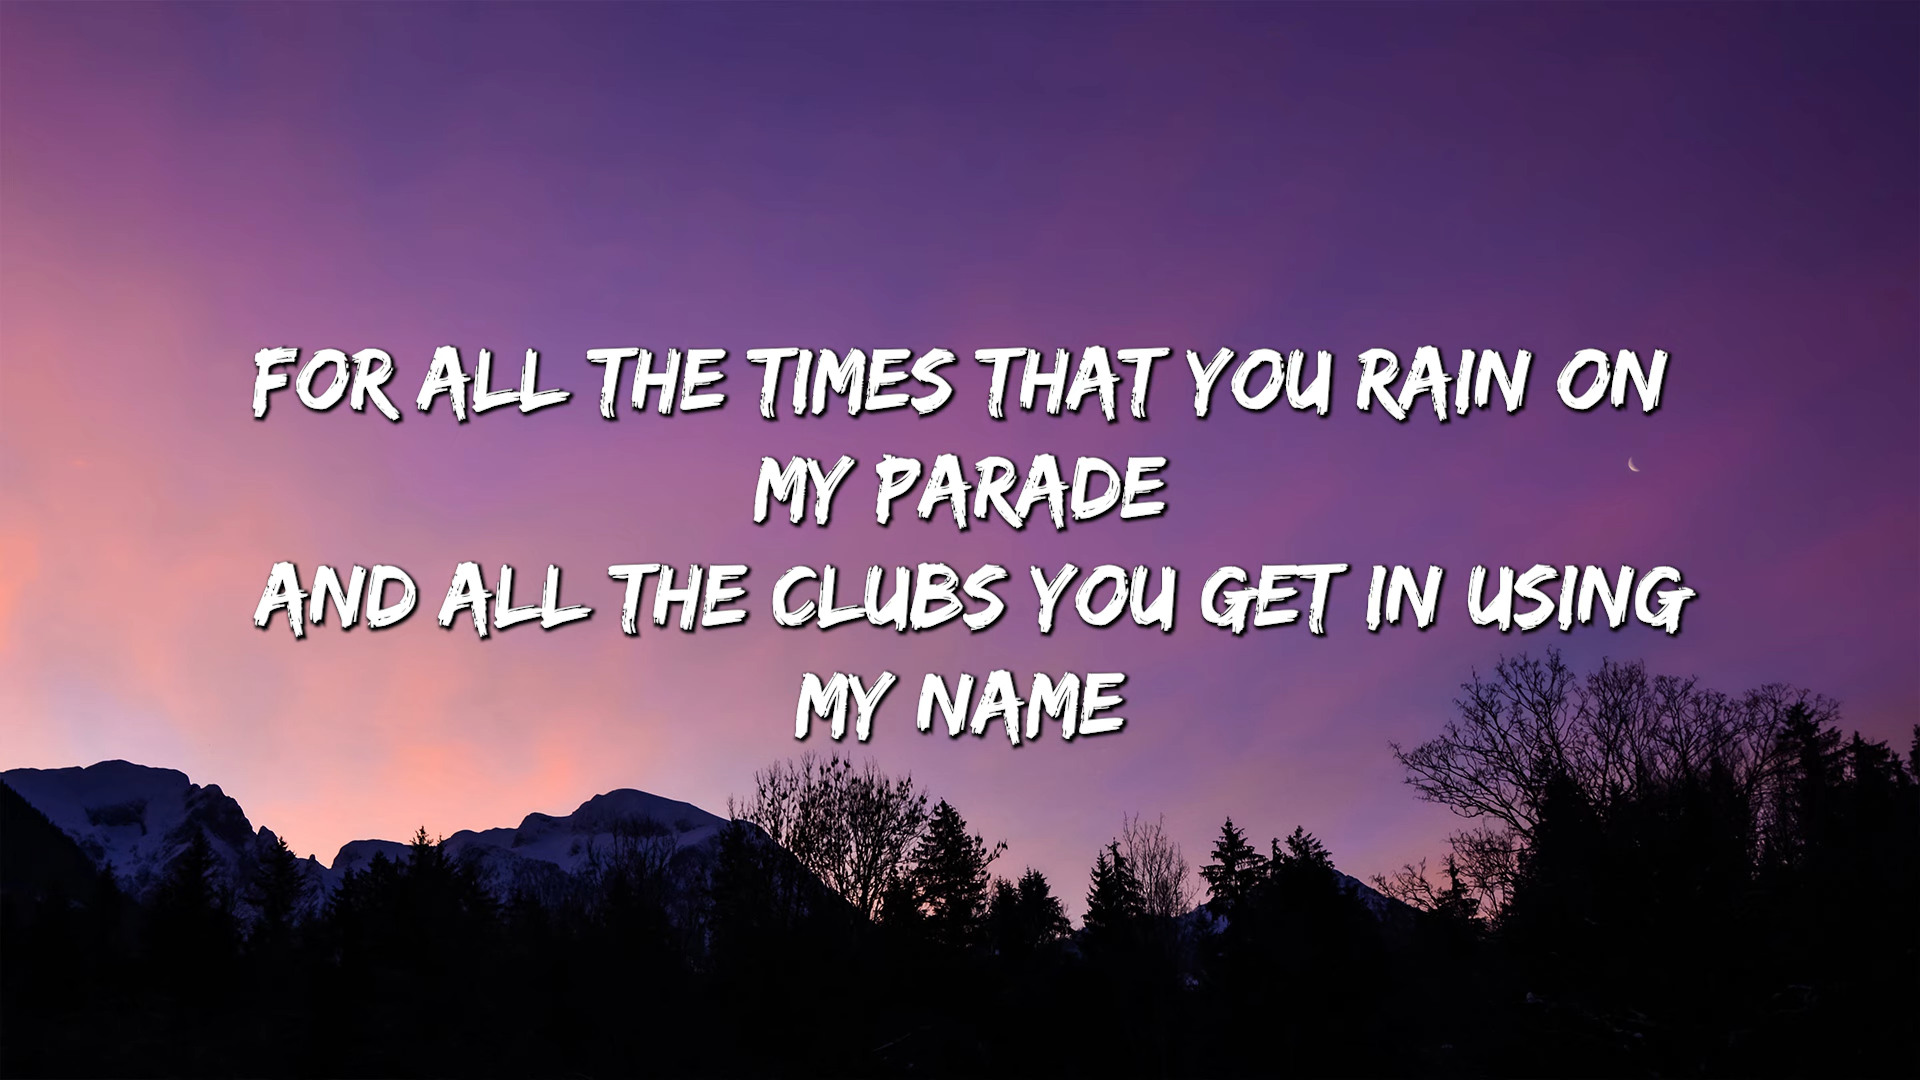 FOR ALL THE TIMES THAT YOU RAIN ON
MY PARADE
AND ALL THE CLUBS YOU GET IN USING
MY NAME